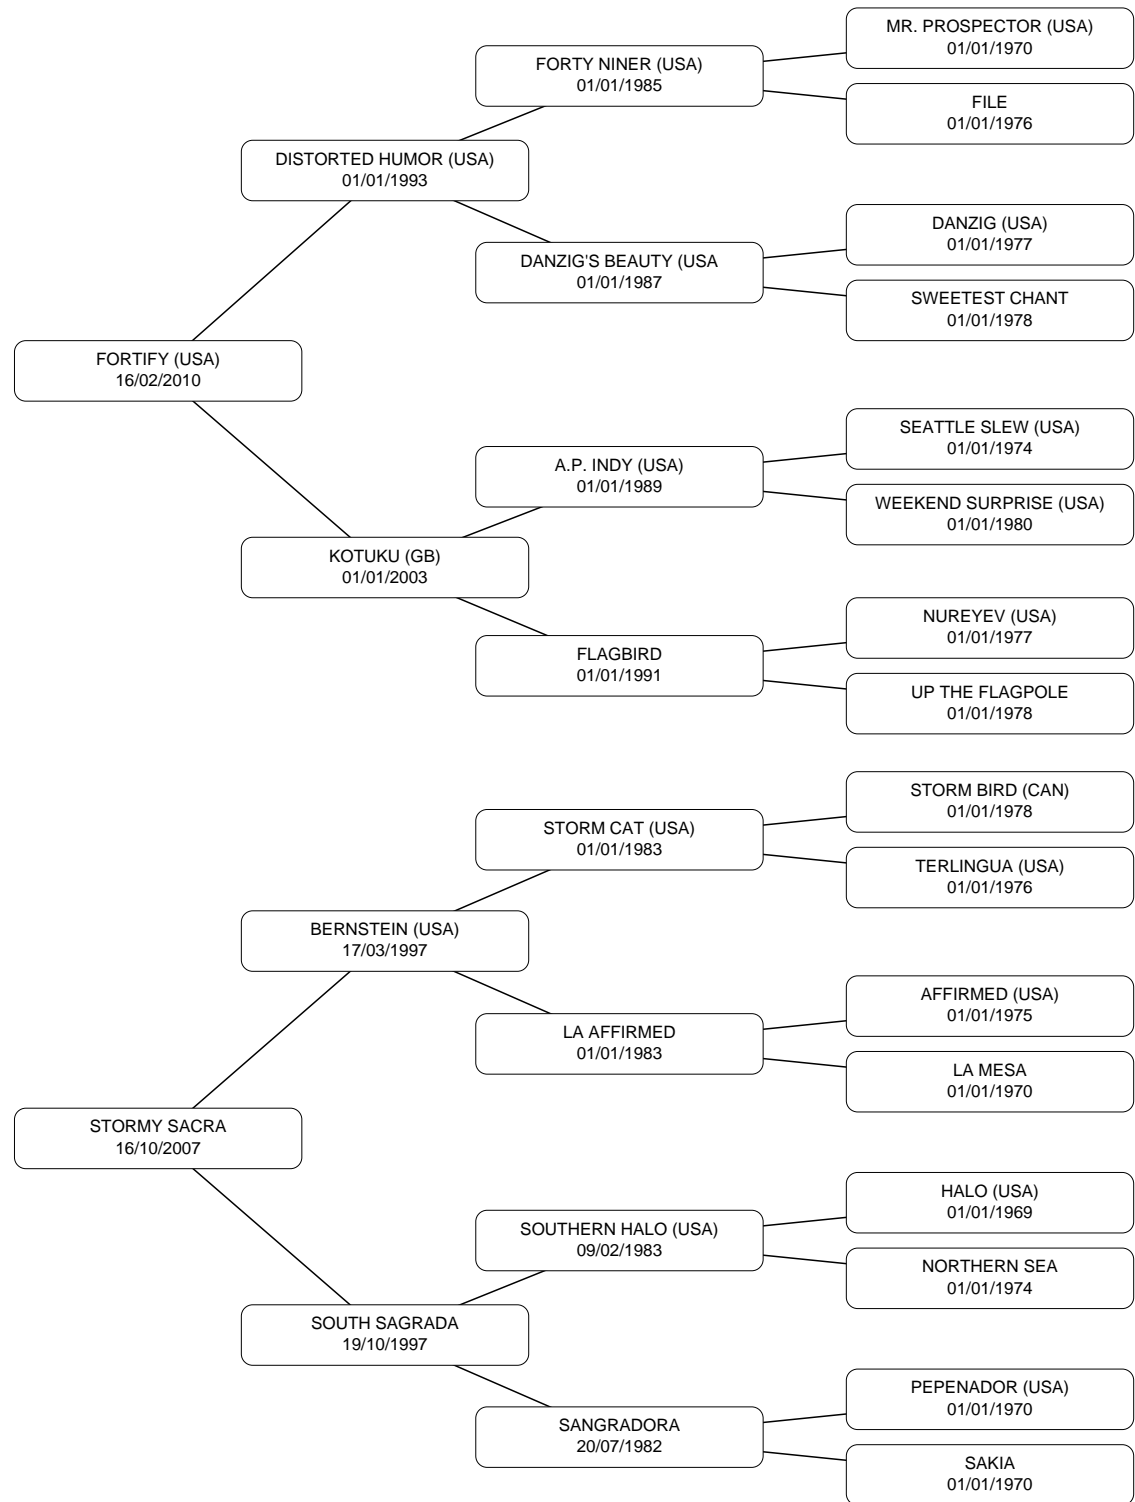 MR. PROSPECTOR (USA)
01/01/1970
FORTY NINER (USA)
01/01/1985
FILE
01/01/1976
DISTORTED HUMOR (USA)
01/01/1993
DANZIG (USA)
01/01/1977
DANZIG'S BEAUTY (USA
01/01/1987
SWEETEST CHANT
01/01/1978
FORTIFY (USA)
16/02/2010
SEATTLE SLEW (USA)
01/01/1974
A.P. INDY (USA)
01/01/1989
WEEKEND SURPRISE (USA)
01/01/1980
KOTUKU (GB)
01/01/2003
NUREYEV (USA)
01/01/1977
FLAGBIRD
01/01/1991
UP THE FLAGPOLE
01/01/1978
STORM BIRD (CAN)
01/01/1978
STORM CAT (USA)
01/01/1983
TERLINGUA (USA)
01/01/1976
BERNSTEIN (USA)
17/03/1997
AFFIRMED (USA)
01/01/1975
LA AFFIRMED
01/01/1983
LA MESA
01/01/1970
STORMY SACRA
16/10/2007
HALO (USA)
01/01/1969
SOUTHERN HALO (USA)
09/02/1983
NORTHERN SEA
01/01/1974
SOUTH SAGRADA
19/10/1997
PEPENADOR (USA)
01/01/1970
SANGRADORA
20/07/1982
SAKIA
01/01/1970